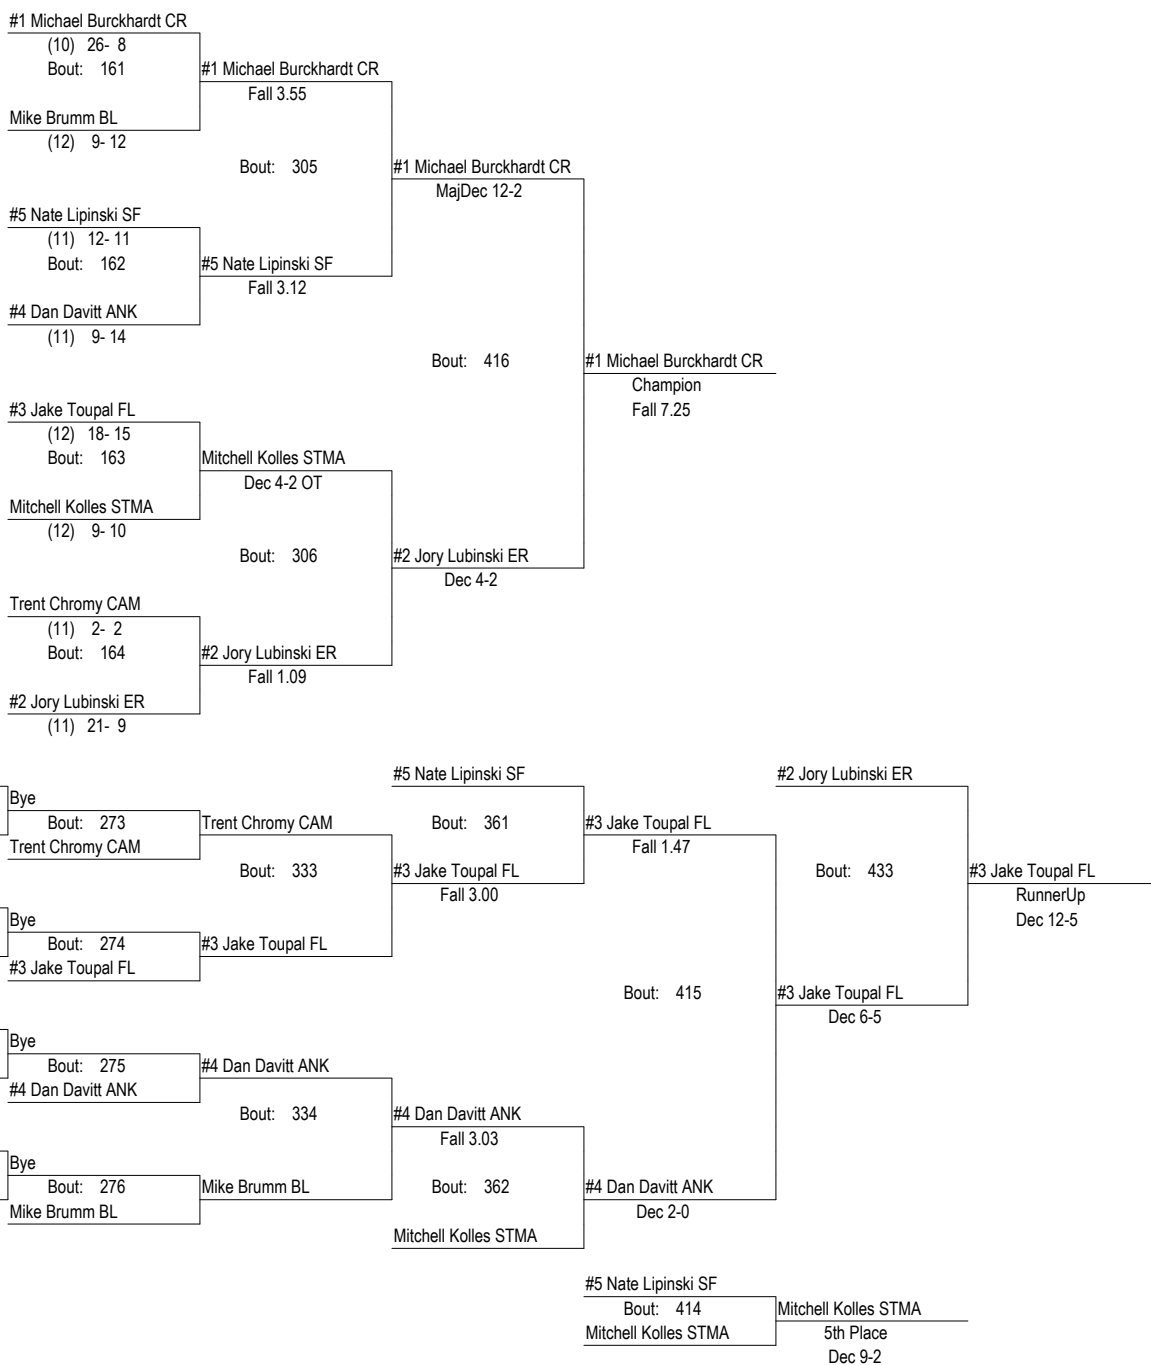 #1 Michael Burckhardt CR
(10) 26- 8
Bout: 161
#1 Michael Burckhardt CR
Fall 3.55
Mike Brumm BL
(12) 9- 12
Bout: 305
#1 Michael Burckhardt CR
MajDec 12-2
#5 Nate Lipinski SF
(11) 12- 11
Bout: 162
#5 Nate Lipinski SF
Fall 3.12
#4 Dan Davitt ANK
(11) 9- 14
Bout: 416
#1 Michael Burckhardt CR
Champion
Fall 7.25
#3 Jake Toupal FL
(12) 18- 15
Bout: 163
Mitchell Kolles STMA
Dec 4-2 OT
Mitchell Kolles STMA
(12) 9- 10
Bout: 306
#2 Jory Lubinski ER
Dec 4-2
Trent Chromy CAM
(11) 2- 2
Bout: 164
#2 Jory Lubinski ER
Fall 1.09
#2 Jory Lubinski ER
(11) 21- 9
#5 Nate Lipinski SF
#2 Jory Lubinski ER
Bye
Bout: 273
Trent Chromy CAM
Bout: 361
#3 Jake Toupal FL
Fall 1.47
Trent Chromy CAM
Bout: 333
#3 Jake Toupal FL
Fall 3.00
Bout: 433
#3 Jake Toupal FL
RunnerUp
Dec 12-5
Bye
Bout: 274
#3 Jake Toupal FL
#3 Jake Toupal FL
Bout: 415
#3 Jake Toupal FL
Dec 6-5
Bye
Bout: 275
#4 Dan Davitt ANK
#4 Dan Davitt ANK
Bout: 334
#4 Dan Davitt ANK
Fall 3.03
Bye
Bout: 276
Mike Brumm BL
Bout: 362
#4 Dan Davitt ANK
Dec 2-0
Mike Brumm BL
Mitchell Kolles STMA
#5 Nate Lipinski SF
Bout: 414
Mitchell Kolles STMA
Mitchell Kolles STMA
5th Place
Dec 9-2